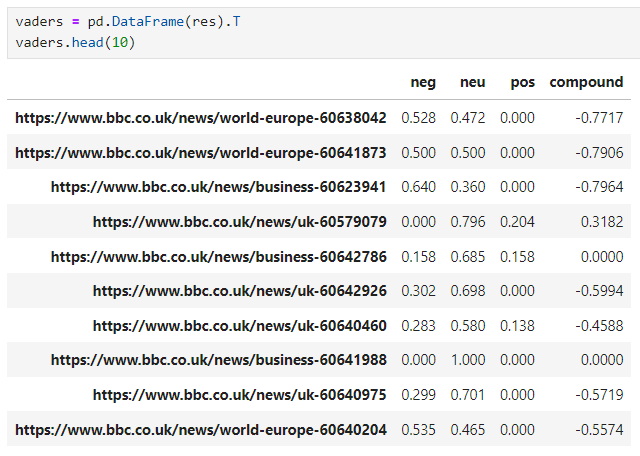 vaders = pd.DataFrame(res).T
vaders.head(10)
neg neu pos compound
https://www.bbc.co.uk/news/world-europe-60638042 0.528 0.472 0.000 -0.7717
https://www.bbc.co.uk/news/world-europe-60641873 0.500 0.500 0.000 -0.7906
https://www.bbc.co.uk/news/business-60623941 0.640 0.360 0.000 -0.7964
https://www.bbc.co.uk/news/uk-60579079 0.000 0.796 0.204 0.3182
https://www.bbc.co.uk/news/business-60642786 0.158 0.685 0.158 0.0000
https://www.bbc.co.uk/news/uk-60642926 0.302 0.698 0.000 -0.5994
https://www.bbc.co.uk/news/uk-60640460 0.283 0.580 0.138 -0.4588
https://www.bbc.co.uk/news/business-60641988 0.000 1.000 0.000 0.0000
https://www.bbc.co.uk/news/uk-60640975 0.299 0.701 0.000 -0.5719
https://www.bbc.co.uk/news/world-europe-60640204 0.535 0.465 0.000 -0.5574